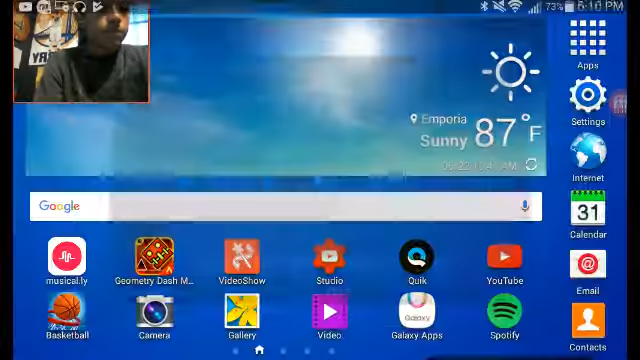 73% 5:10 PM
Apps
Emporia
Sunny 87°F
Settings
Internet
Google
31
Calendar
musical.ly
Geometry Dash M...
VideoShow
Studio
Quik
YouTube
Email
Galaxy
Basketball
Camera
Gallery
Video
Galaxy Apps
Spotify
Contacts